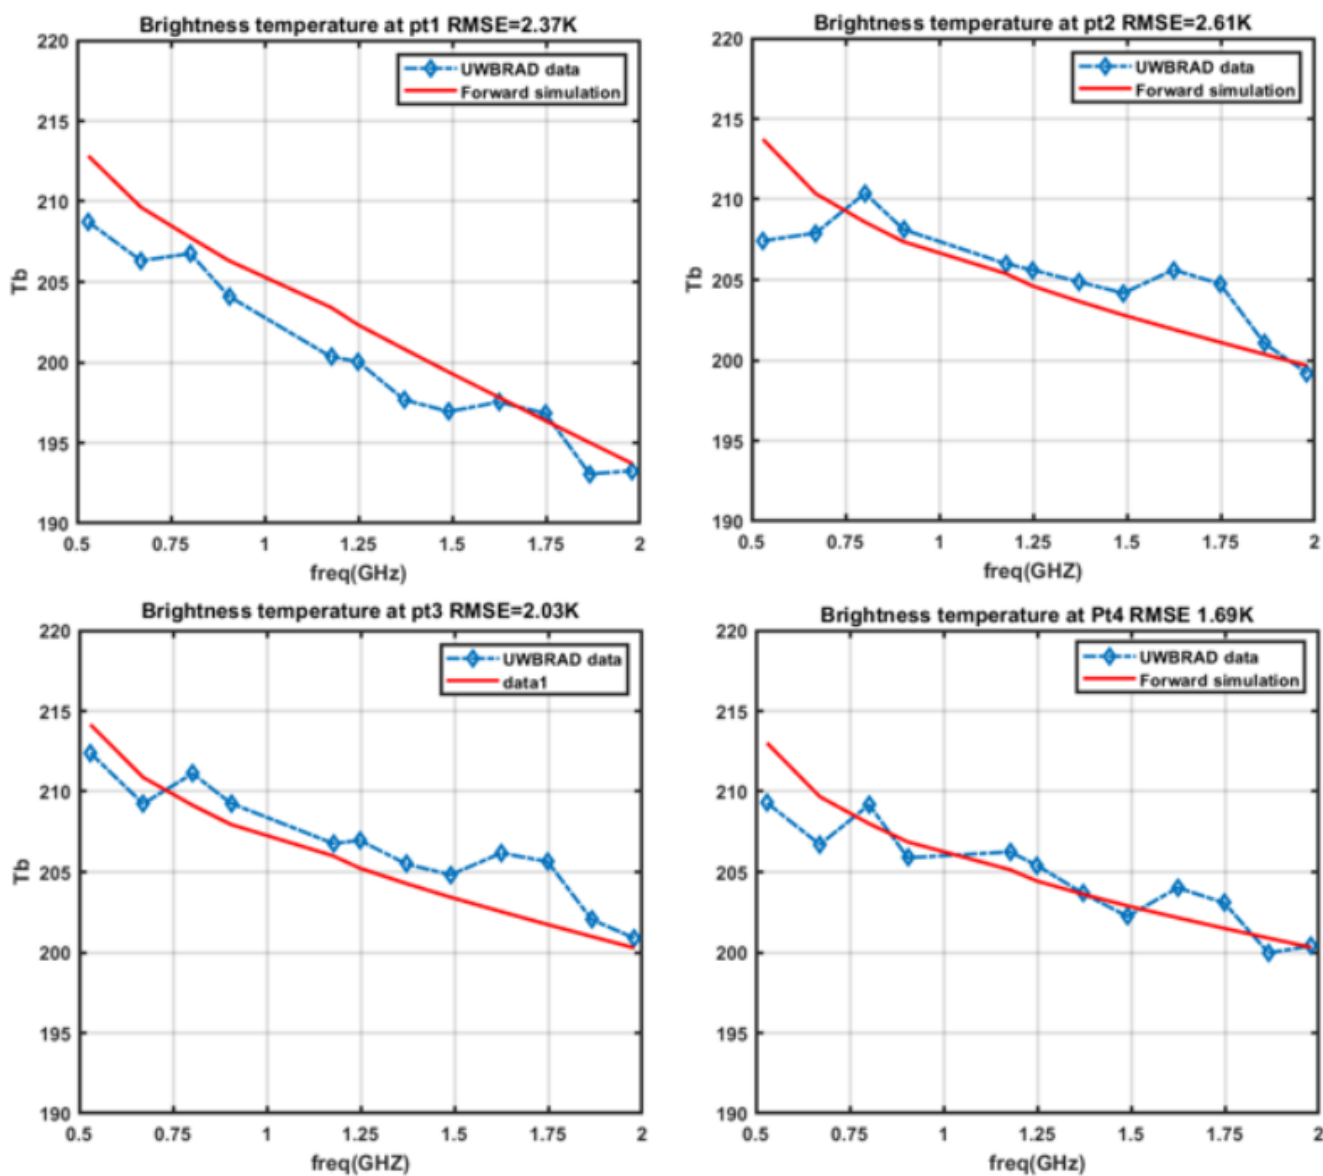 Brightness temperature at pt1 RMSE=2.37K
UWBRAD data
Forward simulation
220
215
210
205
200
195
190
Tb
0.5 0.75 1 1.25 1.5 1.75 2
freq(GHz)
Brightness temperature at pt2 RMSE=2.61K
UWBRAD data
Forward simulation
220
215
210
205
200
195
190
0.5 0.75 1 1.25 1.5 1.75 2
freq(GHZ)
Brightness temperature at pt3 RMSE=2.03K
UWBRAD data
data1
220
215
210
205
200
195
190
Tb
0.5 0.75 1 1.25 1.5 1.75 2
freq(GHZ)
Brightness temperature at Pt4 RMSE 1.69K
UWBRAD data
Forward simulation
220
215
210
205
200
195
190
0.5 0.75 1 1.25 1.5 1.75 2
freq(GHz)